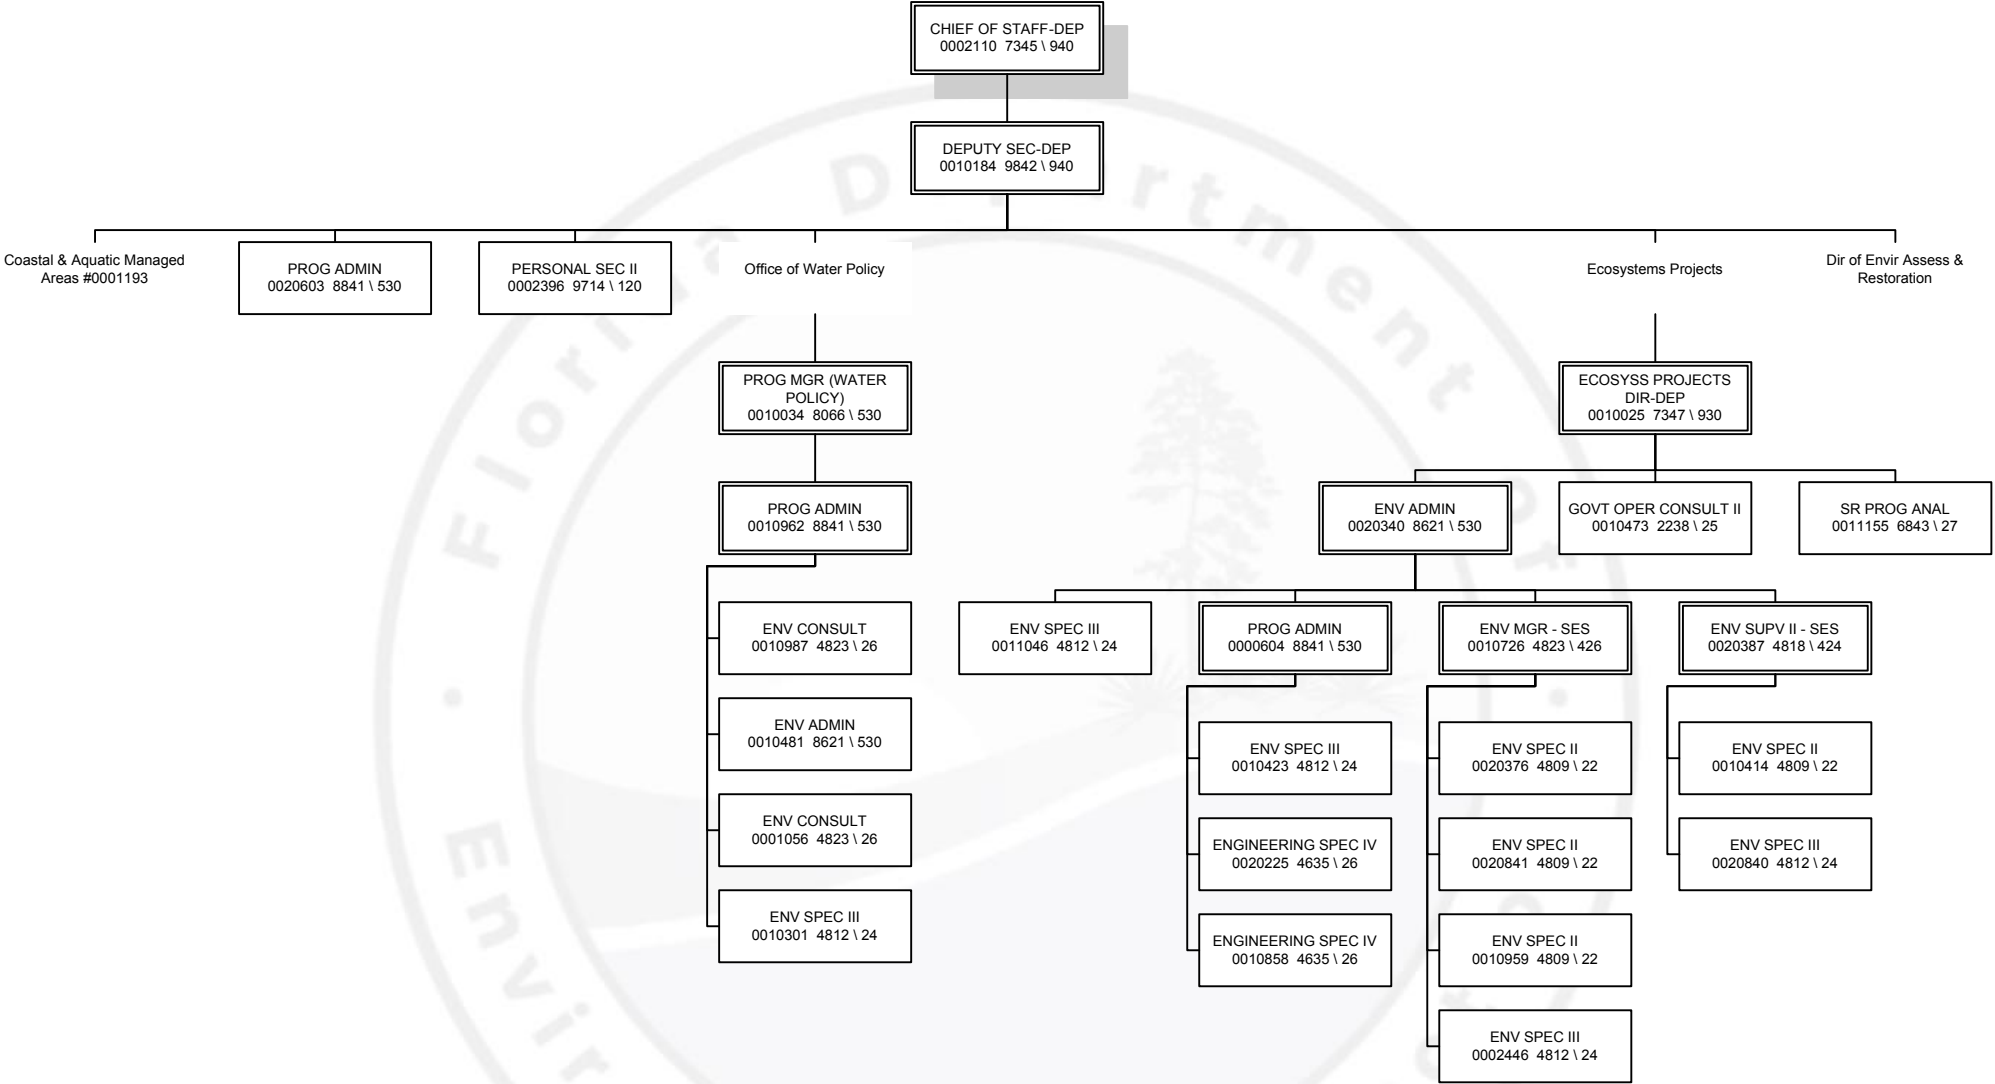 CHIEF OF STAFF-DEP
0002110 7345 \ 940
DEPUTY SEC-DEP
0010184 9842 \ 940
Coastal & Aquatic Managed
Areas #0001193
PROG ADMIN
0020603 8841 \ 530
PERSONAL SEC II
0002396 9714 \ 120
Office of Water Policy
Ecosystems Projects
Dir of Envir Assess &
Restoration
PROG MGR (WATER
POLICY)
0010034 8066 \ 530
ECOSYSS PROJECTS
DIR-DEP
0010025 7347 \ 930
PROG ADMIN
0010962 8841 \ 530
ENV ADMIN
0020340 8621 \ 530
GOVT OPER CONSULT II
0010473 2238 \ 25
SR PROG ANAL
0011155 6843 \ 27
ENV CONSULT
0010987 4823 \ 26
ENV SPEC III
0011046 4812 \ 24
PROG ADMIN
0000604 8841 \ 530
ENV MGR - SES
0010726 4823 \ 426
ENV SUPV II - SES
0020387 4818 \ 424
ENV ADMIN
0010481 8621 \ 530
ENV SPEC III
0010423 4812 \ 24
ENV SPEC II
0020376 4809 \ 22
ENV SPEC II
0010414 4809 \ 22
ENV CONSULT
0001056 4823 \ 26
ENGINEERING SPEC IV
0020225 4635 \ 26
ENV SPEC II
0020841 4809 \ 22
ENV SPEC III
0020840 4812 \ 24
ENV SPEC III
0010301 4812 \ 24
ENGINEERING SPEC IV
0010858 4635 \ 26
ENV SPEC II
0010959 4809 \ 22
ENV SPEC III
0002446 4812 \ 24